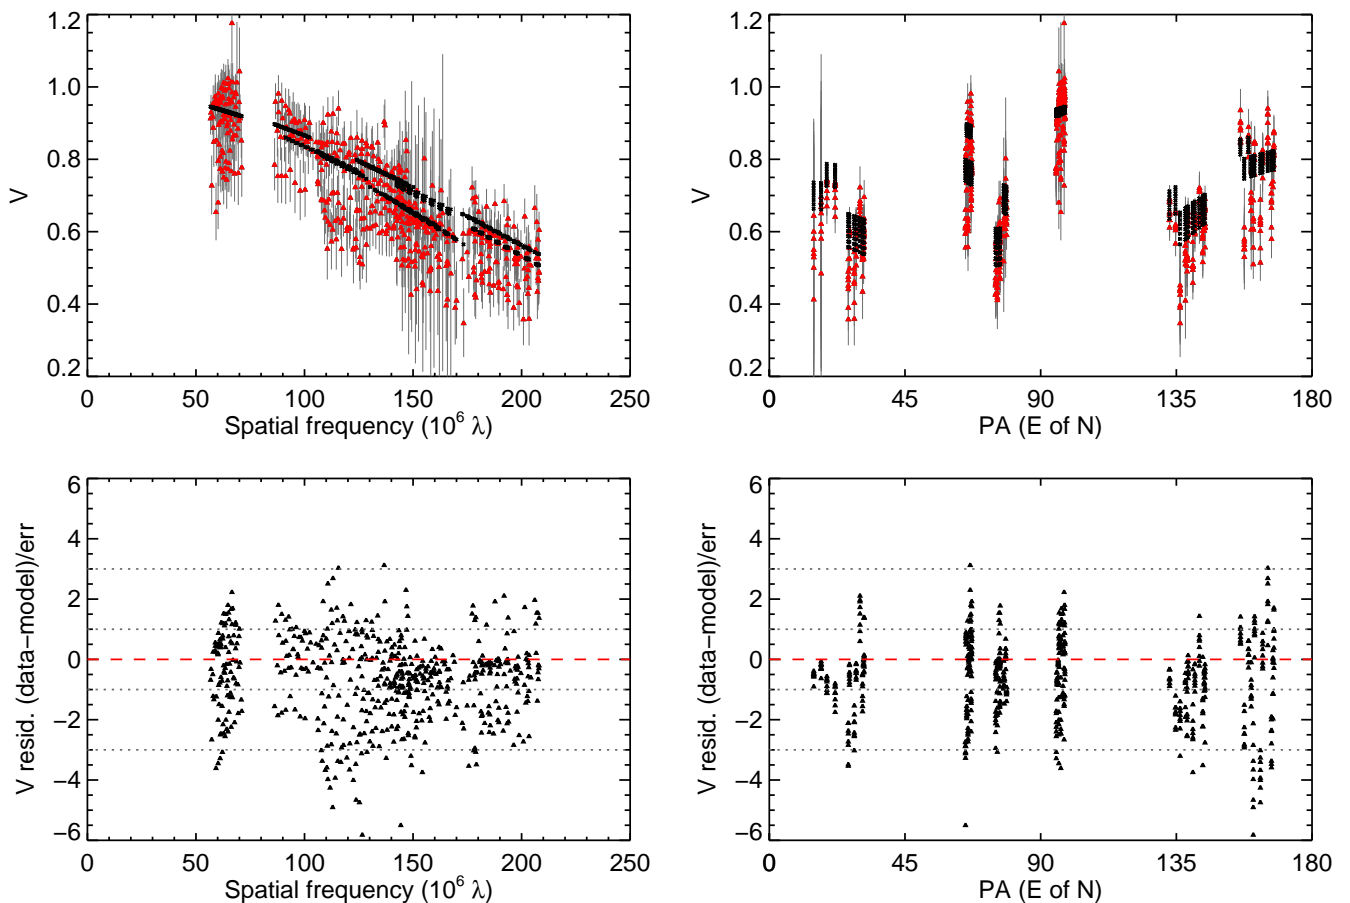 1.2
1.0
0.8
0.6
0.4
0.2
V
0 50 100 150 200 250
Spatial frequency (10⁶ λ)
1.2
1.0
0.8
0.6
0.4
0.2
V
0 45 90 135 180
PA (E of N)
6
4
2
0
−2
−4
−6
V resid. (data−model)/err
0 50 100 150 200 250
Spatial frequency (10⁶ λ)
6
4
2
0
−2
−4
−6
V resid. (data−model)/err
0 45 90 135 180
PA (E of N)